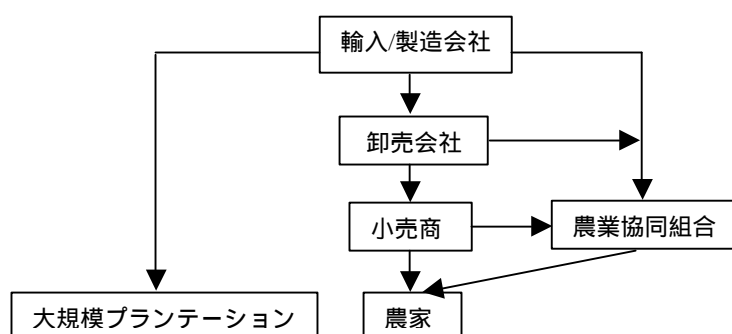 輸入/製造会社
卸売会社
小売商
農業協同組合
大規模プランテーション
農家